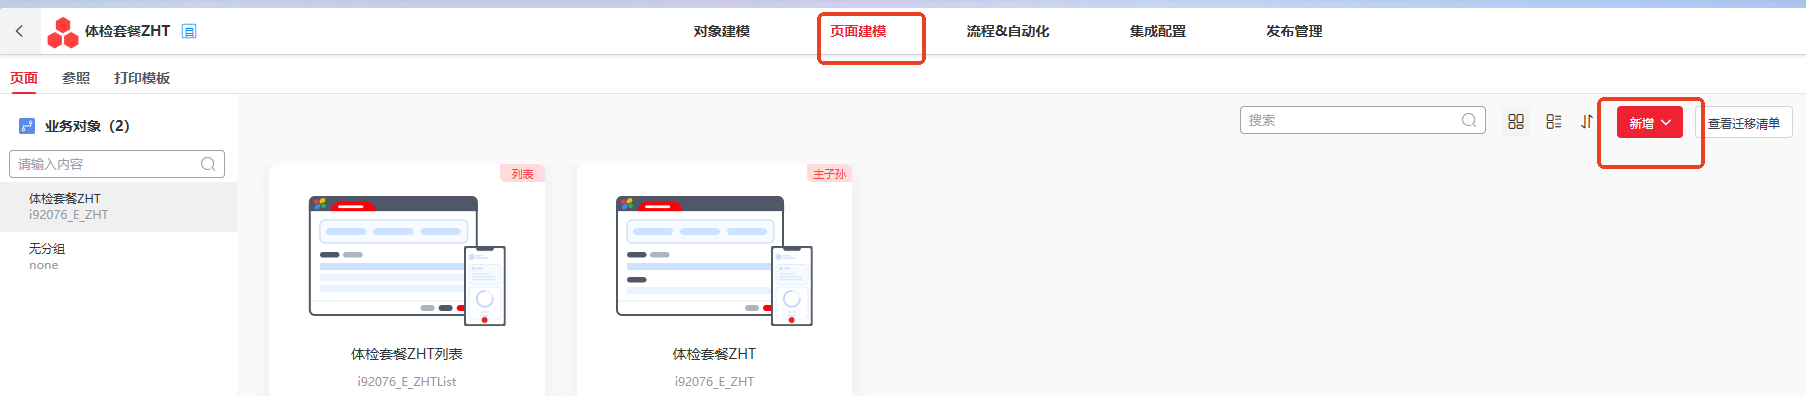 体检套餐ZHT
对象建模
页面建模
流程&自动化
集成配置
发布管理
页面
参照
打印模板
业务对象（2）
请输入内容
体检套餐ZHT
i92076_E_ZHT
无分组
none
搜索
新增
查看迁移清单
列表
体检套餐ZHT列表
i92076_E_ZHTList
主子孙
体检套餐ZHT
i92076_E_ZHT